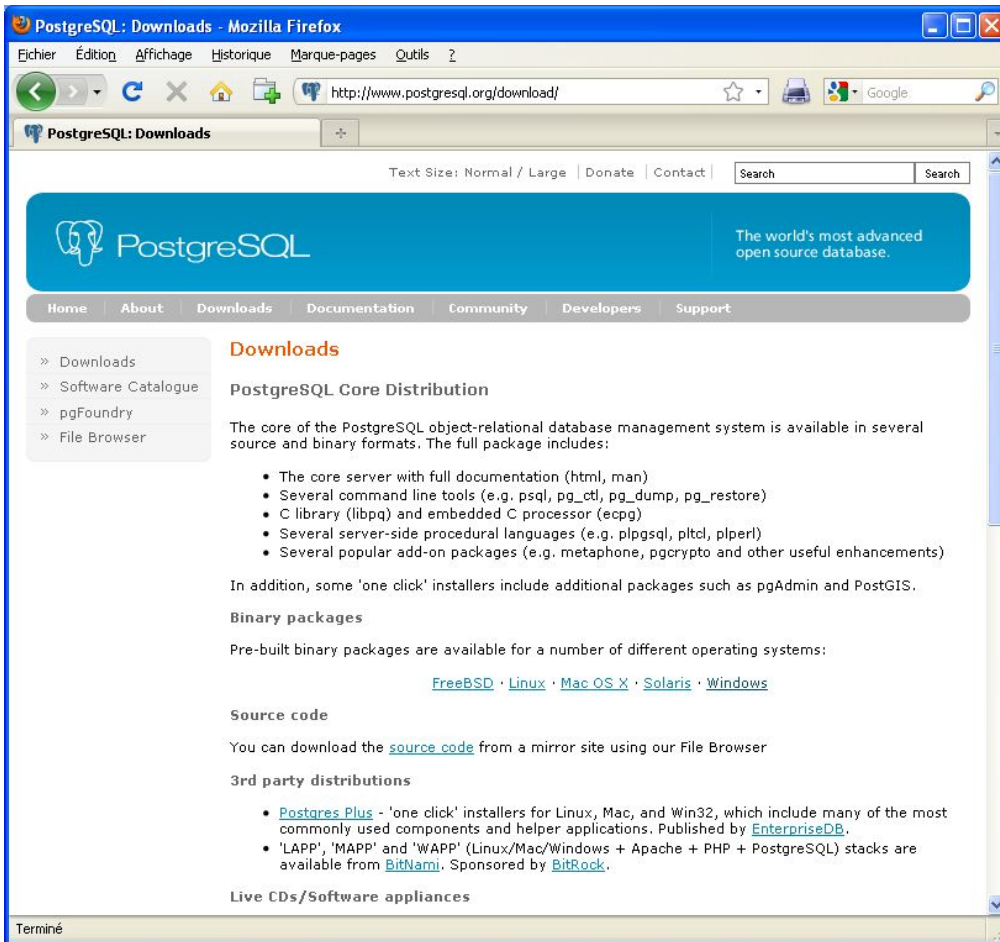 PostgreSQL: Downloads - Mozilla Firefox
Fichier Édition Affichage Historique Marque-pages Outils ?
http://www.postgresql.org/download/
Google
PostgreSQL: Downloads
Text Size: Normal / Large | Donate | Contact |
Search
Search
PostgreSQL
The world's most advanced
open source database.
Home About Downloads Documentation Community Developers Support
» Downloads
» Software Catalogue
» pgFoundry
» File Browser
Downloads
PostgreSQL Core Distribution
The core of the PostgreSQL object-relational database management system is available in several
source and binary formats. The full package includes:
• The core server with full documentation (html, man)
• Several command line tools (e.g. psql, pg_ctl, pg_dump, pg_restore)
• C library (libpq) and embedded C processor (ecpg)
• Several server-side procedural languages (e.g. plpgsql, pltcl, plperl)
• Several popular add-on packages (e.g. metaphone, pgcrypto and other useful enhancements)
In addition, some 'one click' installers include additional packages such as pgAdmin and PostGIS.
Binary packages
Pre-built binary packages are available for a number of different operating systems:
FreeBSD · Linux · Mac OS X · Solaris · Windows
Source code
You can download the source code from a mirror site using our File Browser
3rd party distributions
• Postgres Plus - 'one click' installers for Linux, Mac, and Win32, which include many of the most
commonly used components and helper applications. Published by EnterpriseDB.
• 'LAPP', 'MAPP' and 'WAPP' (Linux/Mac/Windows + Apache + PHP + PostgreSQL) stacks are
available from BitNami. Sponsored by BitRock.
Live CDs/Software appliances
Terminé